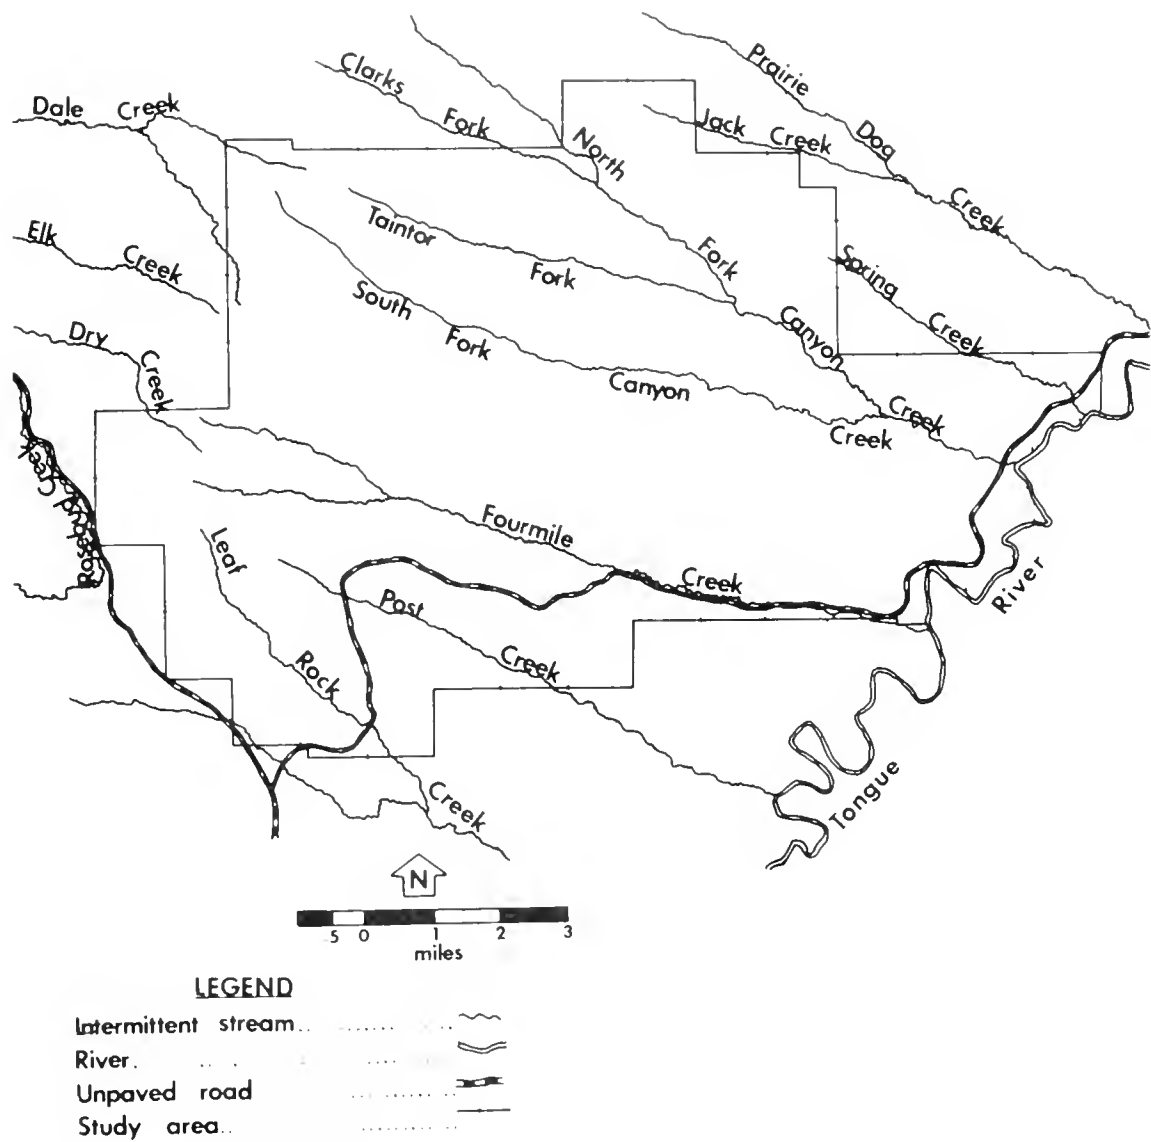 Prairie Dog Creek
Clarks Fork
Dale Creek
Jack Creek
North Fork Canyon Creek
Taintor Fork
Elk Creek
Spring Creek
South Fork Canyon Creek
Dry Creek
Rosebud Creek
Fourmile Creek
Leaf Rock Creek
Post Creek
Tongue River
N
.5 0 1 2 3
miles
LEGEND
Intermittent stream..
River.
Unpaved road
Study area..